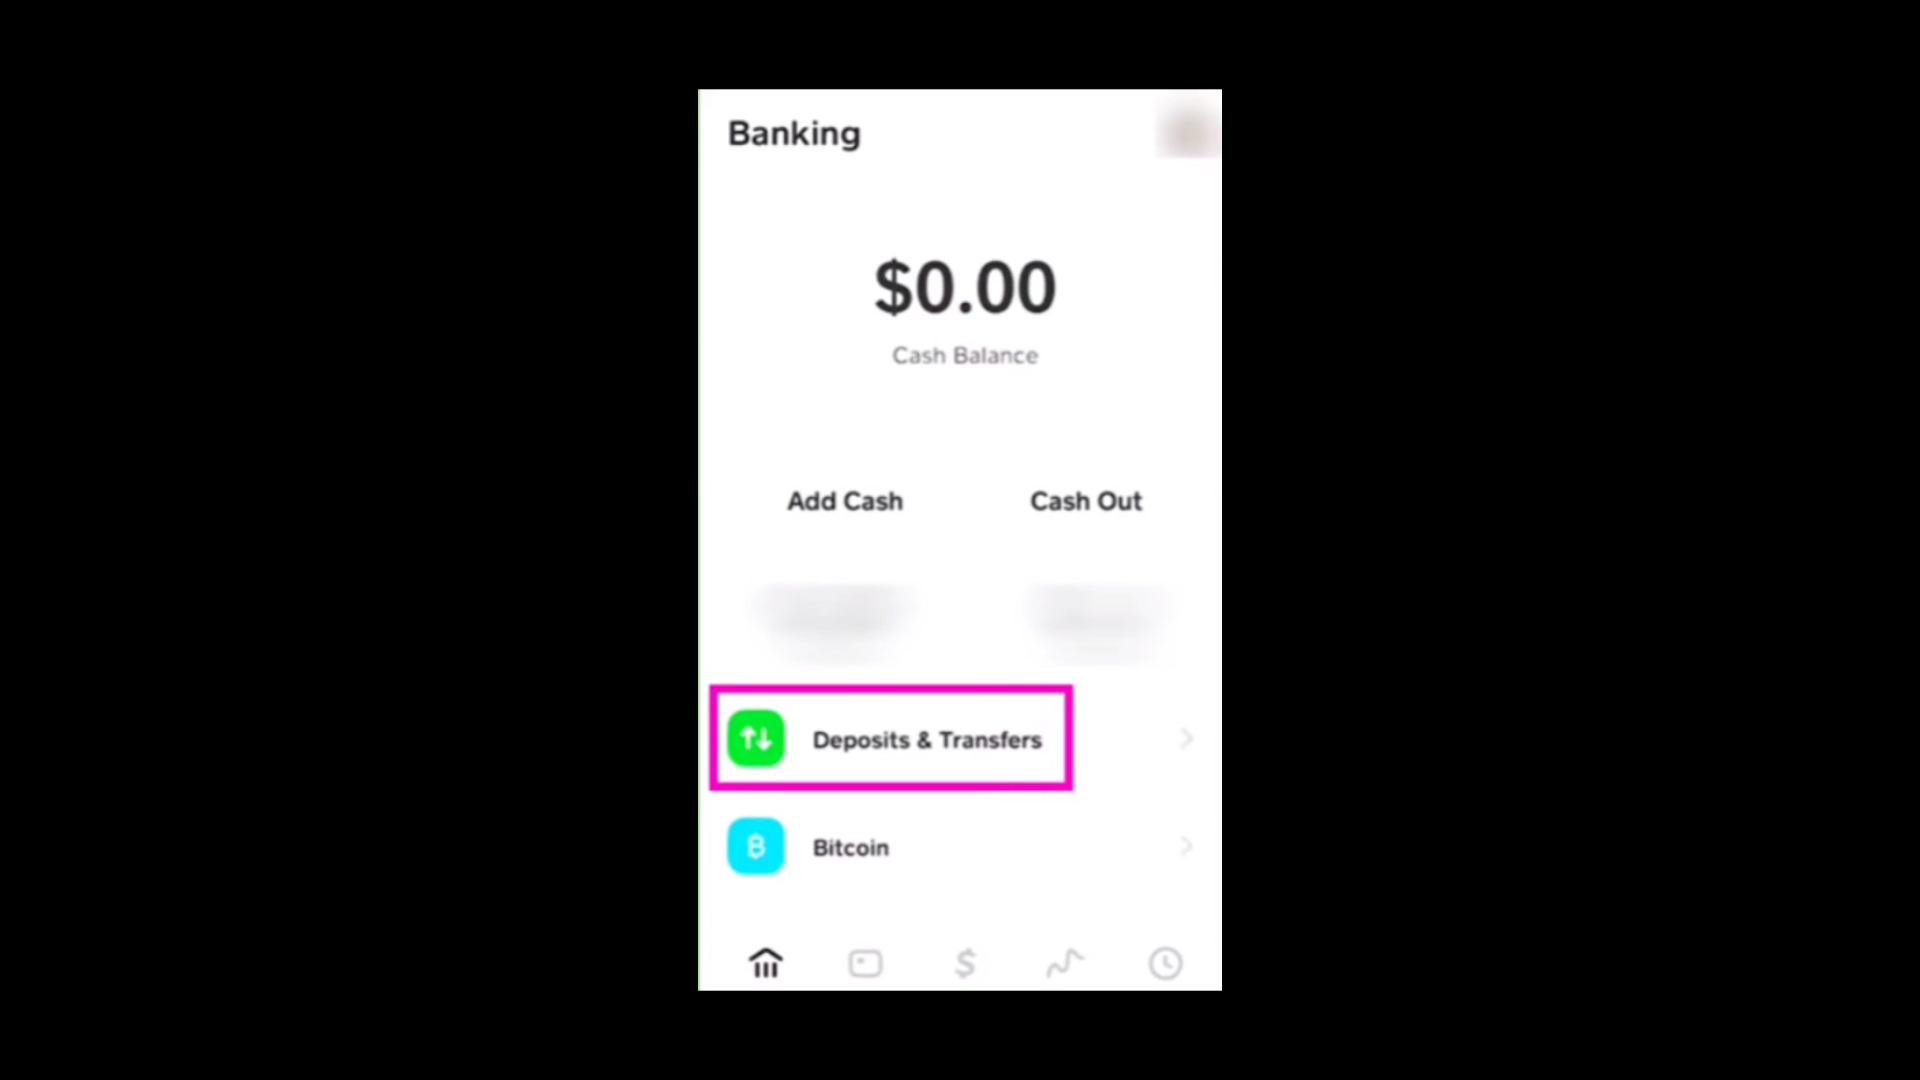 Banking
$0.00
Cash Balance
Add Cash
Cash Out
Deposits & Transfers
Bitcoin